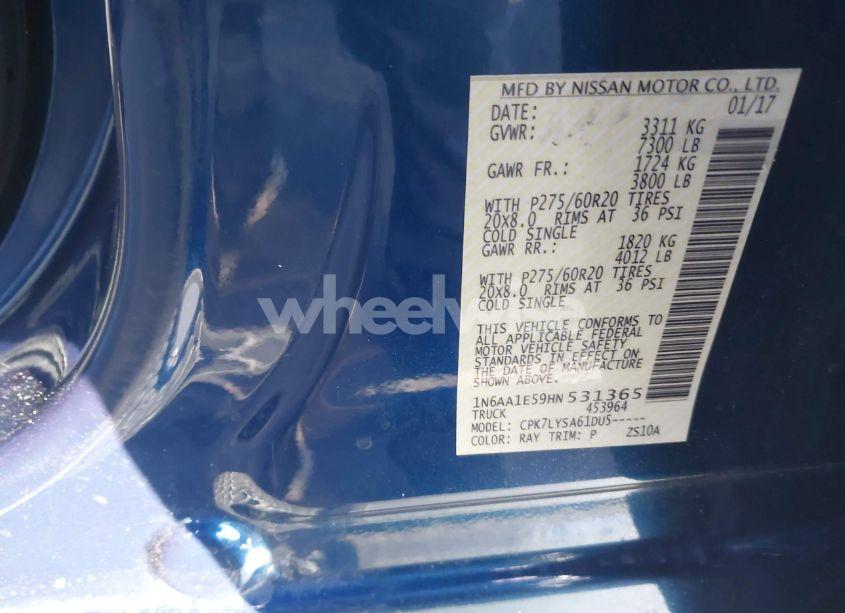 MFD BY NISSAN MOTOR CO., LTD.
DATE: 01/17
GVWR: 3311 KG
7300 LB
GAWR FR.: 1724 KG
3800 LB
WITH P275/60R20 TIRES
20X8.0 RIMS AT 36 PSI
COLD SINGLE
GAWR RR.: 1820 KG
4012 LB
WITH P275/60R20 TIRES
20X8.0 RIMS AT 36 PSI
COLD SINGLE
THIS VEHICLE CONFORMS TO
ALL APPLICABLE FEDERAL
MOTOR VEHICLE SAFETY
STANDARDS IN EFFECT ON
THE DATE OF MANUFACTURE
SHOWN ABOVE.
1N6AA1E59HN531365
TRUCK 453964
MODEL: CPK7LYSA61DUS-----
COLOR: RAY TRIM: P ZS10A